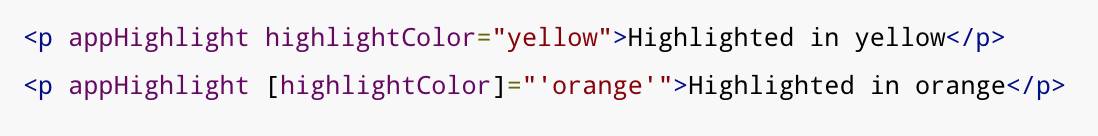 <p appHighlight highlightColor="yellow">Highlighted in yellow</p>
<p appHighlight [highlightColor]="'orange'">Highlighted in orange</p>